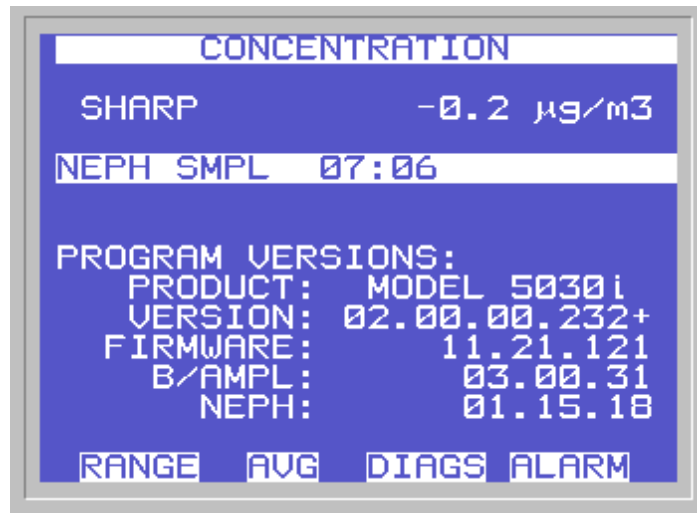 CONCENTRATION
SHARP -0.2 µg/m3
NEPH SMPL 07:06
PROGRAM VERSIONS:
PRODUCT: MODEL 5030i
VERSION: 02.00.00.232+
FIRMWARE: 11.21.121
B/AMPL: 03.00.31
NEPH: 01.15.18
RANGE AVG DIAGS ALARM